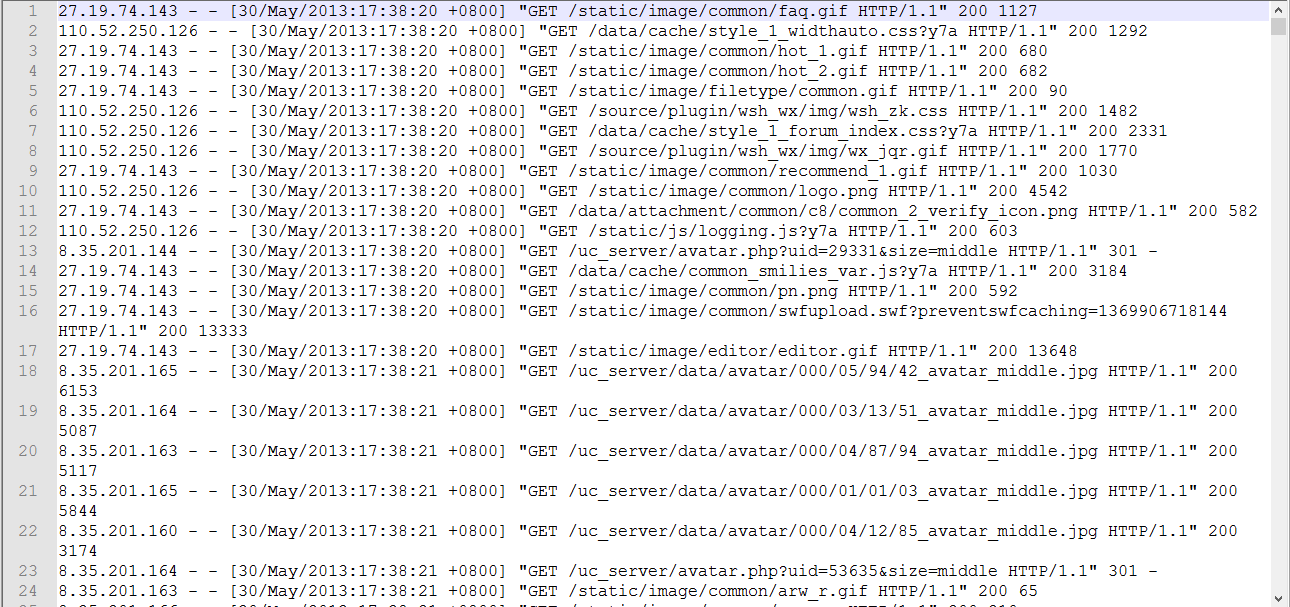 1 27.19.74.143 - - [30/May/2013:17:38:20 +0800] "GET /static/image/common/faq.gif HTTP/1.1" 200 1127
2 110.52.250.126 - - [30/May/2013:17:38:20 +0800] "GET /data/cache/style_1_widthauto.css?y7a HTTP/1.1" 200 1292
3 27.19.74.143 - - [30/May/2013:17:38:20 +0800] "GET /static/image/common/hot_1.gif HTTP/1.1" 200 680
4 27.19.74.143 - - [30/May/2013:17:38:20 +0800] "GET /static/image/common/hot_2.gif HTTP/1.1" 200 682
5 27.19.74.143 - - [30/May/2013:17:38:20 +0800] "GET /static/image/filetype/common.gif HTTP/1.1" 200 90
6 110.52.250.126 - - [30/May/2013:17:38:20 +0800] "GET /source/plugin/wsh_wx/img/wsh_zk.css HTTP/1.1" 200 1482
7 110.52.250.126 - - [30/May/2013:17:38:20 +0800] "GET /data/cache/style_1_forum_index.css?y7a HTTP/1.1" 200 2331
8 110.52.250.126 - - [30/May/2013:17:38:20 +0800] "GET /source/plugin/wsh_wx/img/wx_jqr.gif HTTP/1.1" 200 1770
9 27.19.74.143 - - [30/May/2013:17:38:20 +0800] "GET /static/image/common/recommend_1.gif HTTP/1.1" 200 1030
10 110.52.250.126 - - [30/May/2013:17:38:20 +0800] "GET /static/image/common/logo.png HTTP/1.1" 200 4542
11 27.19.74.143 - - [30/May/2013:17:38:20 +0800] "GET /data/attachment/common/c8/common_2_verify_icon.png HTTP/1.1" 200 582
12 110.52.250.126 - - [30/May/2013:17:38:20 +0800] "GET /static/js/logging.js?y7a HTTP/1.1" 200 603
13 8.35.201.144 - - [30/May/2013:17:38:20 +0800] "GET /uc_server/avatar.php?uid=29331&size=middle HTTP/1.1" 301 -
14 27.19.74.143 - - [30/May/2013:17:38:20 +0800] "GET /data/cache/common_smilies_var.js?y7a HTTP/1.1" 200 3184
15 27.19.74.143 - - [30/May/2013:17:38:20 +0800] "GET /static/image/common/pn.png HTTP/1.1" 200 592
16 27.19.74.143 - - [30/May/2013:17:38:20 +0800] "GET /static/image/common/swfupload.swf?preventswfcaching=1369906718144
HTTP/1.1" 200 13333
17 27.19.74.143 - - [30/May/2013:17:38:20 +0800] "GET /static/image/editor/editor.gif HTTP/1.1" 200 13648
18 8.35.201.165 - - [30/May/2013:17:38:21 +0800] "GET /uc_server/data/avatar/000/05/94/42_avatar_middle.jpg HTTP/1.1" 200
6153
19 8.35.201.164 - - [30/May/2013:17:38:21 +0800] "GET /uc_server/data/avatar/000/03/13/51_avatar_middle.jpg HTTP/1.1" 200
5087
20 8.35.201.163 - - [30/May/2013:17:38:21 +0800] "GET /uc_server/data/avatar/000/04/87/94_avatar_middle.jpg HTTP/1.1" 200
5117
21 8.35.201.165 - - [30/May/2013:17:38:21 +0800] "GET /uc_server/data/avatar/000/01/01/03_avatar_middle.jpg HTTP/1.1" 200
5844
22 8.35.201.160 - - [30/May/2013:17:38:21 +0800] "GET /uc_server/data/avatar/000/04/12/85_avatar_middle.jpg HTTP/1.1" 200
3174
23 8.35.201.164 - - [30/May/2013:17:38:21 +0800] "GET /uc_server/avatar.php?uid=53635&size=middle HTTP/1.1" 301 -
24 8.35.201.163 - - [30/May/2013:17:38:21 +0800] "GET /static/image/common/arw_r.gif HTTP/1.1" 200 65